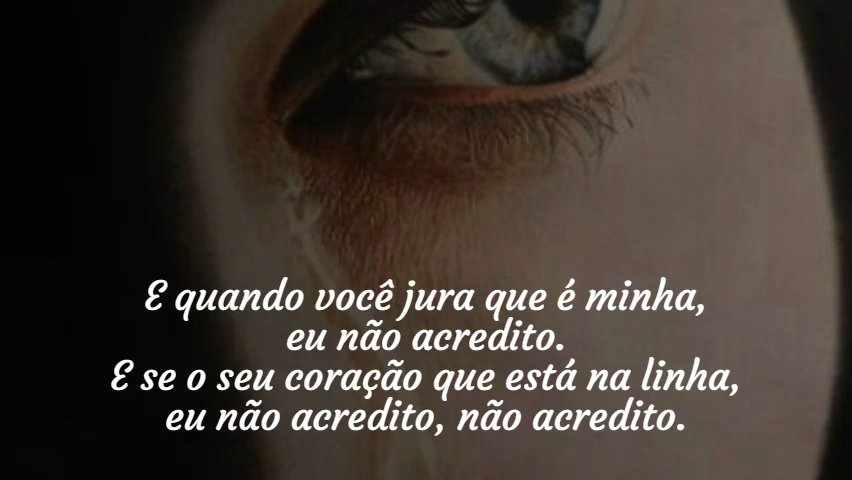 E quando você jura que é minha,
eu não acredito.
E se o seu coração que está na linha,
eu não acredito, não acredito.